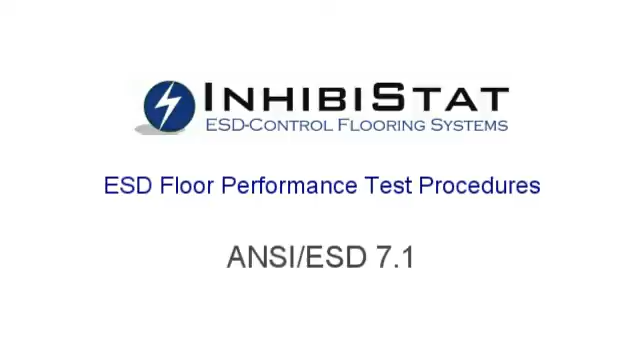 INHIBISTAT
ESD-CONTROL FLOORING SYSTEMS
ESD Floor Performance Test Procedures
ANSI/ESD 7.1